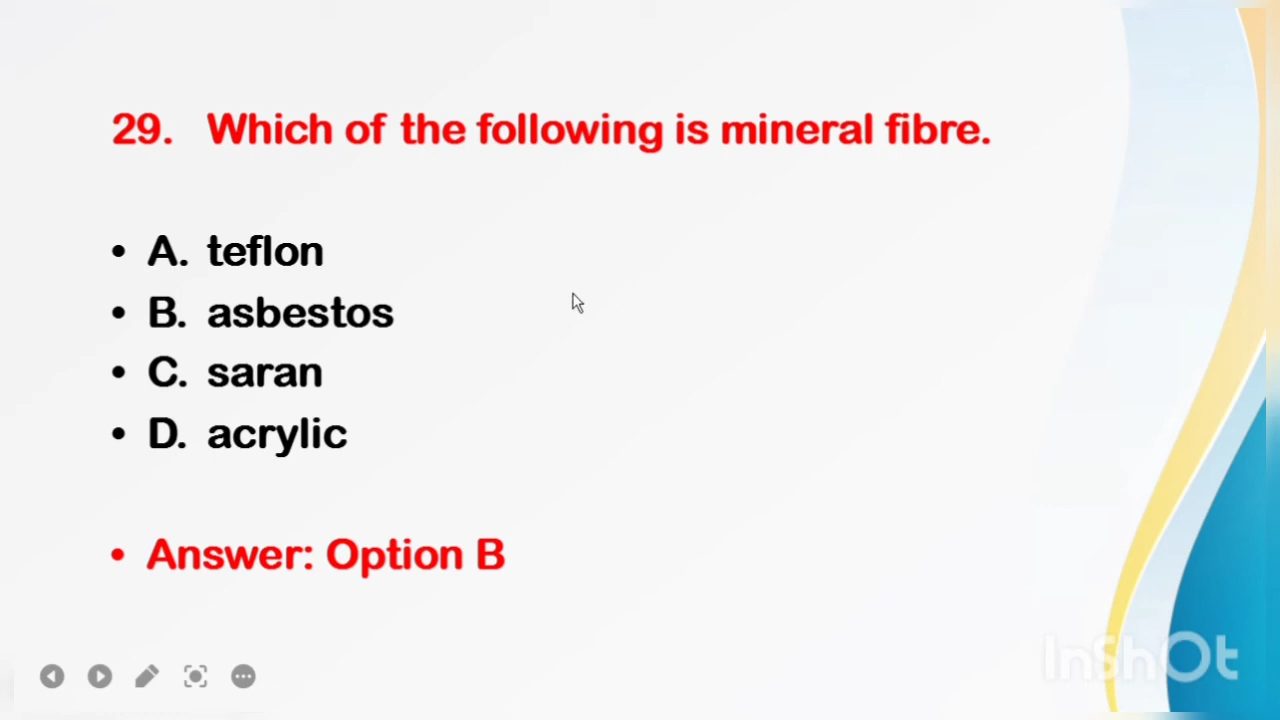 29. Which of the following is mineral fibre.
• A. teflon
• B. asbestos
• C. saran
• D. acrylic
• Answer: Option B
InShOt